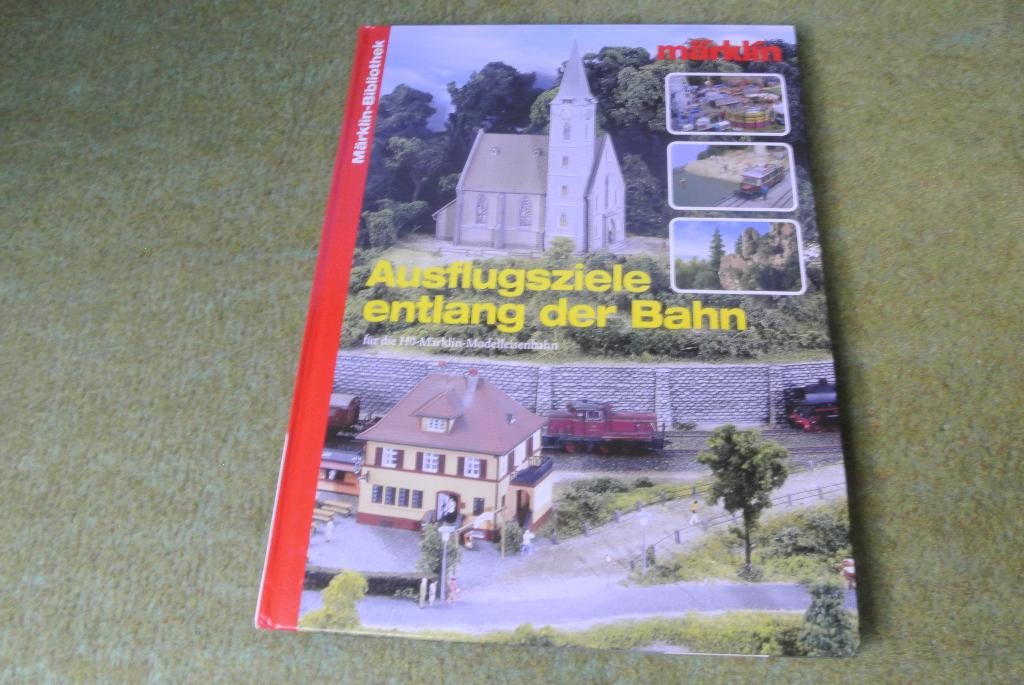 Märklin-Bibliothek
märklin
Ausflugsziele
entlang der Bahn
für die H0-Märklin-Modelleisenbahn